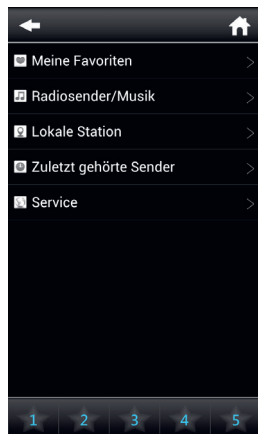 Meine Favoriten
Radiosender/Musik
Lokale Station
Zuletzt gehörte Sender
Service
1 2 3 4 5